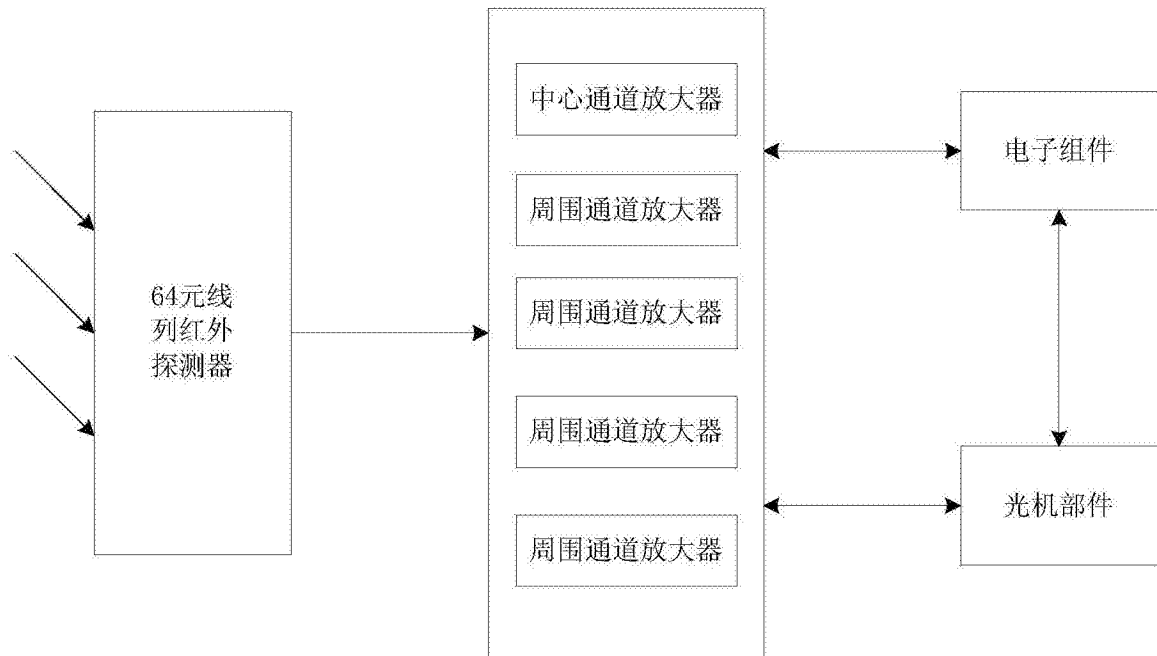 64元线
列红外
探测器
中心通道放大器
周围通道放大器
周围通道放大器
周围通道放大器
周围通道放大器
电子组件
光机部件